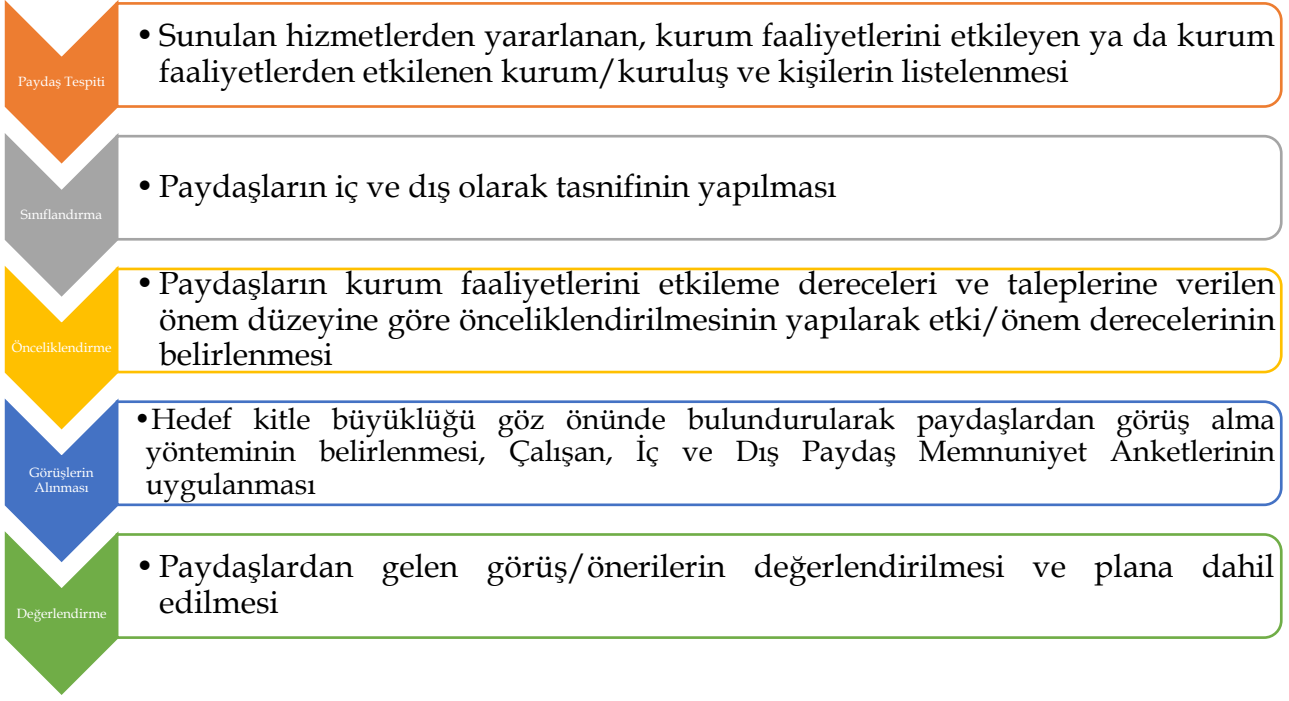 Paydaş Tespiti
• Sunulan hizmetlerden yararlanan, kurum faaliyetlerini etkileyen ya da kurum
faaliyetlerden etkilenen kurum/kuruluş ve kişilerin listelenmesi
Sınıflandırma
• Paydaşların iç ve dış olarak tasnifinin yapılması
Önceliklendirme
• Paydaşların kurum faaliyetlerini etkileme dereceleri ve taleplerine verilen
önem düzeyine göre önceliklendirilmesinin yapılarak etki/önem derecelerinin
belirlenmesi
Görüşlerin
Alınması
•Hedef kitle büyüklüğü göz önünde bulundurularak paydaşlardan görüş alma
yönteminin belirlenmesi, Çalışan, İç ve Dış Paydaş Memnuniyet Anketlerinin
uygulanması
Değerlendirme
• Paydaşlardan gelen görüş/önerilerin değerlendirilmesi ve plana dahil
edilmesi